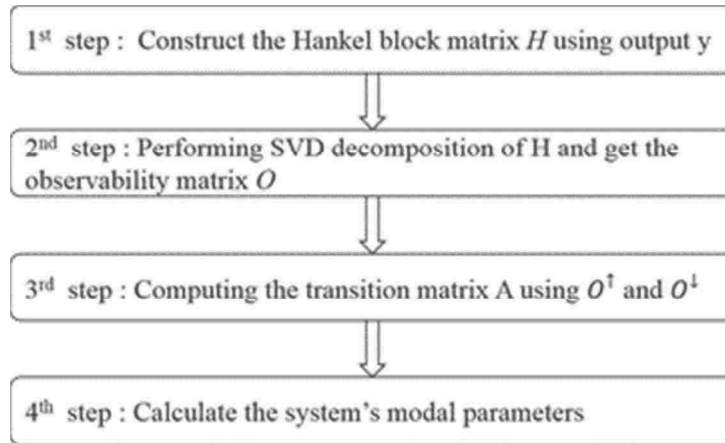 1st step : Construct the Hankel block matrix H using output y
2nd step : Performing SVD decomposition of H and get the
observability matrix O
3rd step : Computing the transition matrix A using O↑ and O↓
4th step : Calculate the system's modal parameters